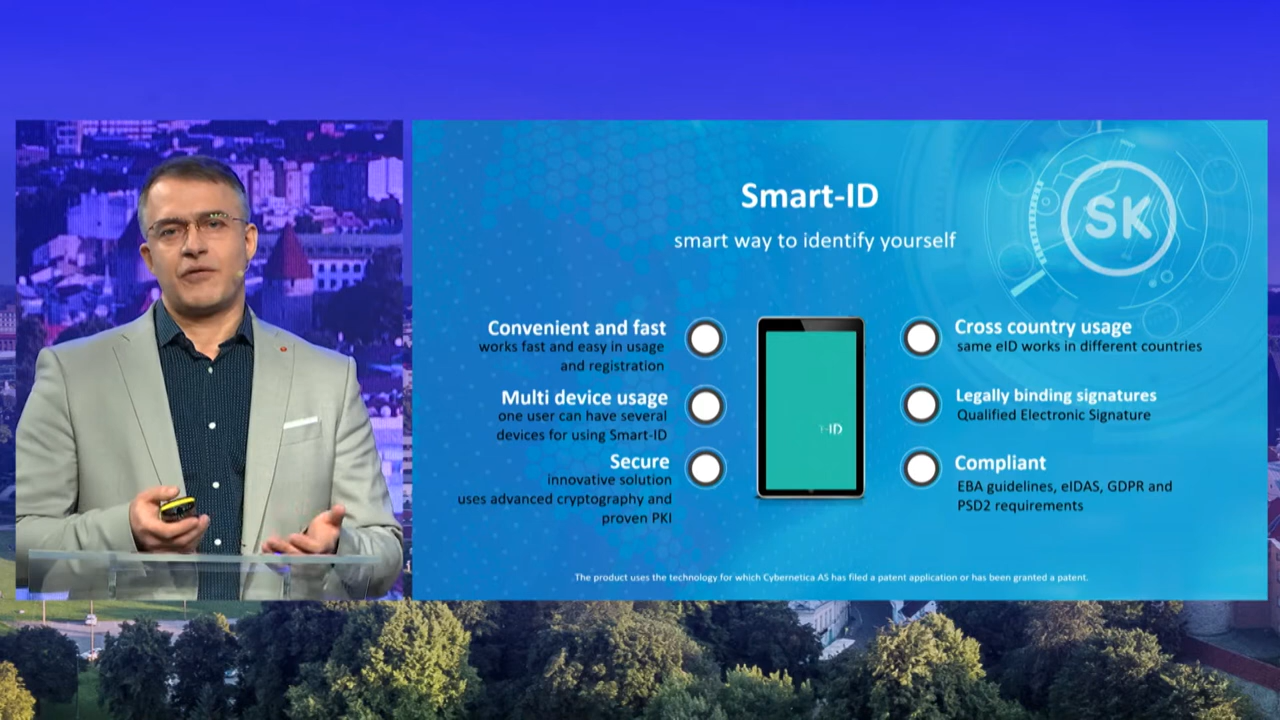 SK
Smart-ID
smart way to identify yourself
Convenient and fast
works fast and easy in usage
and registration
Multi device usage
one user can have several
devices for using Smart-ID
Secure
innovative solution
uses advanced cryptography and
proven PKI
-ID
Cross country usage
same eID works in different countries
Legally binding signatures
Qualified Electronic Signature
Compliant
EBA guidelines, eIDAS, GDPR and
PSD2 requirements
The product uses the technology for which Cybernetica AS has filed a patent application or has been granted a patent.